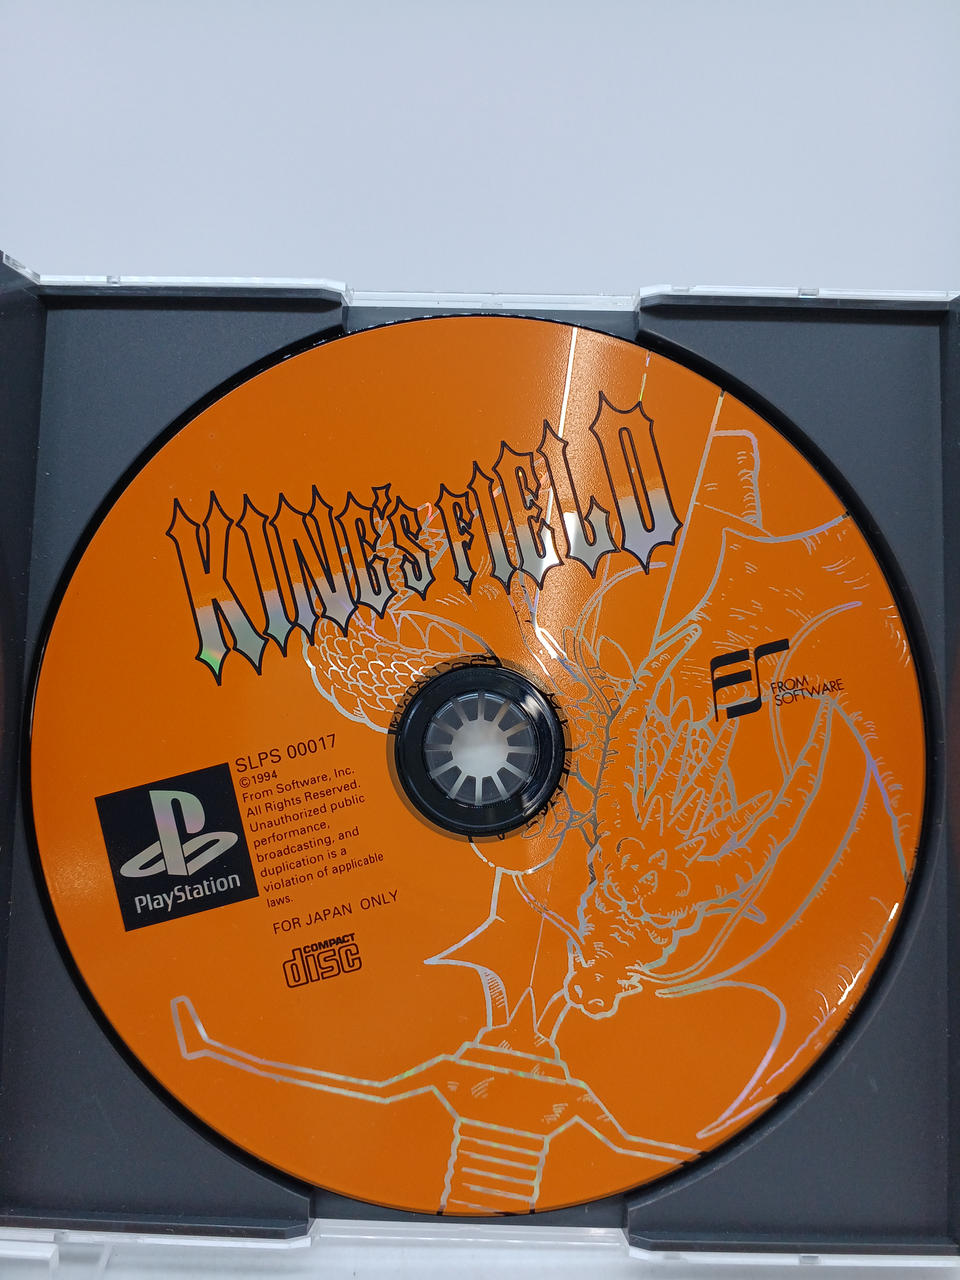 KING'S FIELD
FROM
SOFTWARE
SLPS 00017
©1994
From Software, Inc.
All Rights Reserved.
Unauthorized public
performance,
broadcasting, and
duplication is a
violation of applicable
laws.
PlayStation
FOR JAPAN ONLY
COMPACT
disc